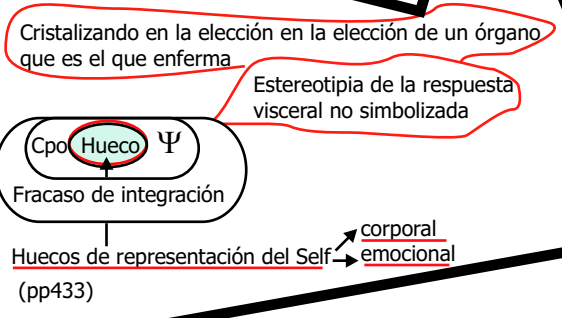 Cristalizando en la elección en la elección de un órgano
que es el que enferma
Estereotipia de la respuesta
visceral no simbolizada
Cpo Hueco Ψ
Fracaso de integración
corporal
Huecos de representación del Self
emocional
(pp433)